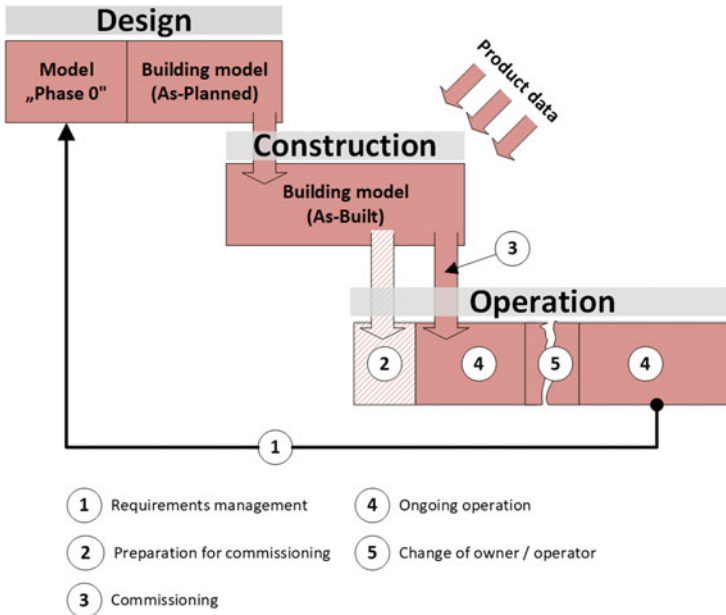 Design
Model
„Phase 0"
Building model
(As-Planned)
Product data
Construction
Building model
(As-Built)
3
Operation
2
4
5
4
1
1 Requirements management
4 Ongoing operation
2 Preparation for commissioning
5 Change of owner / operator
3 Commissioning